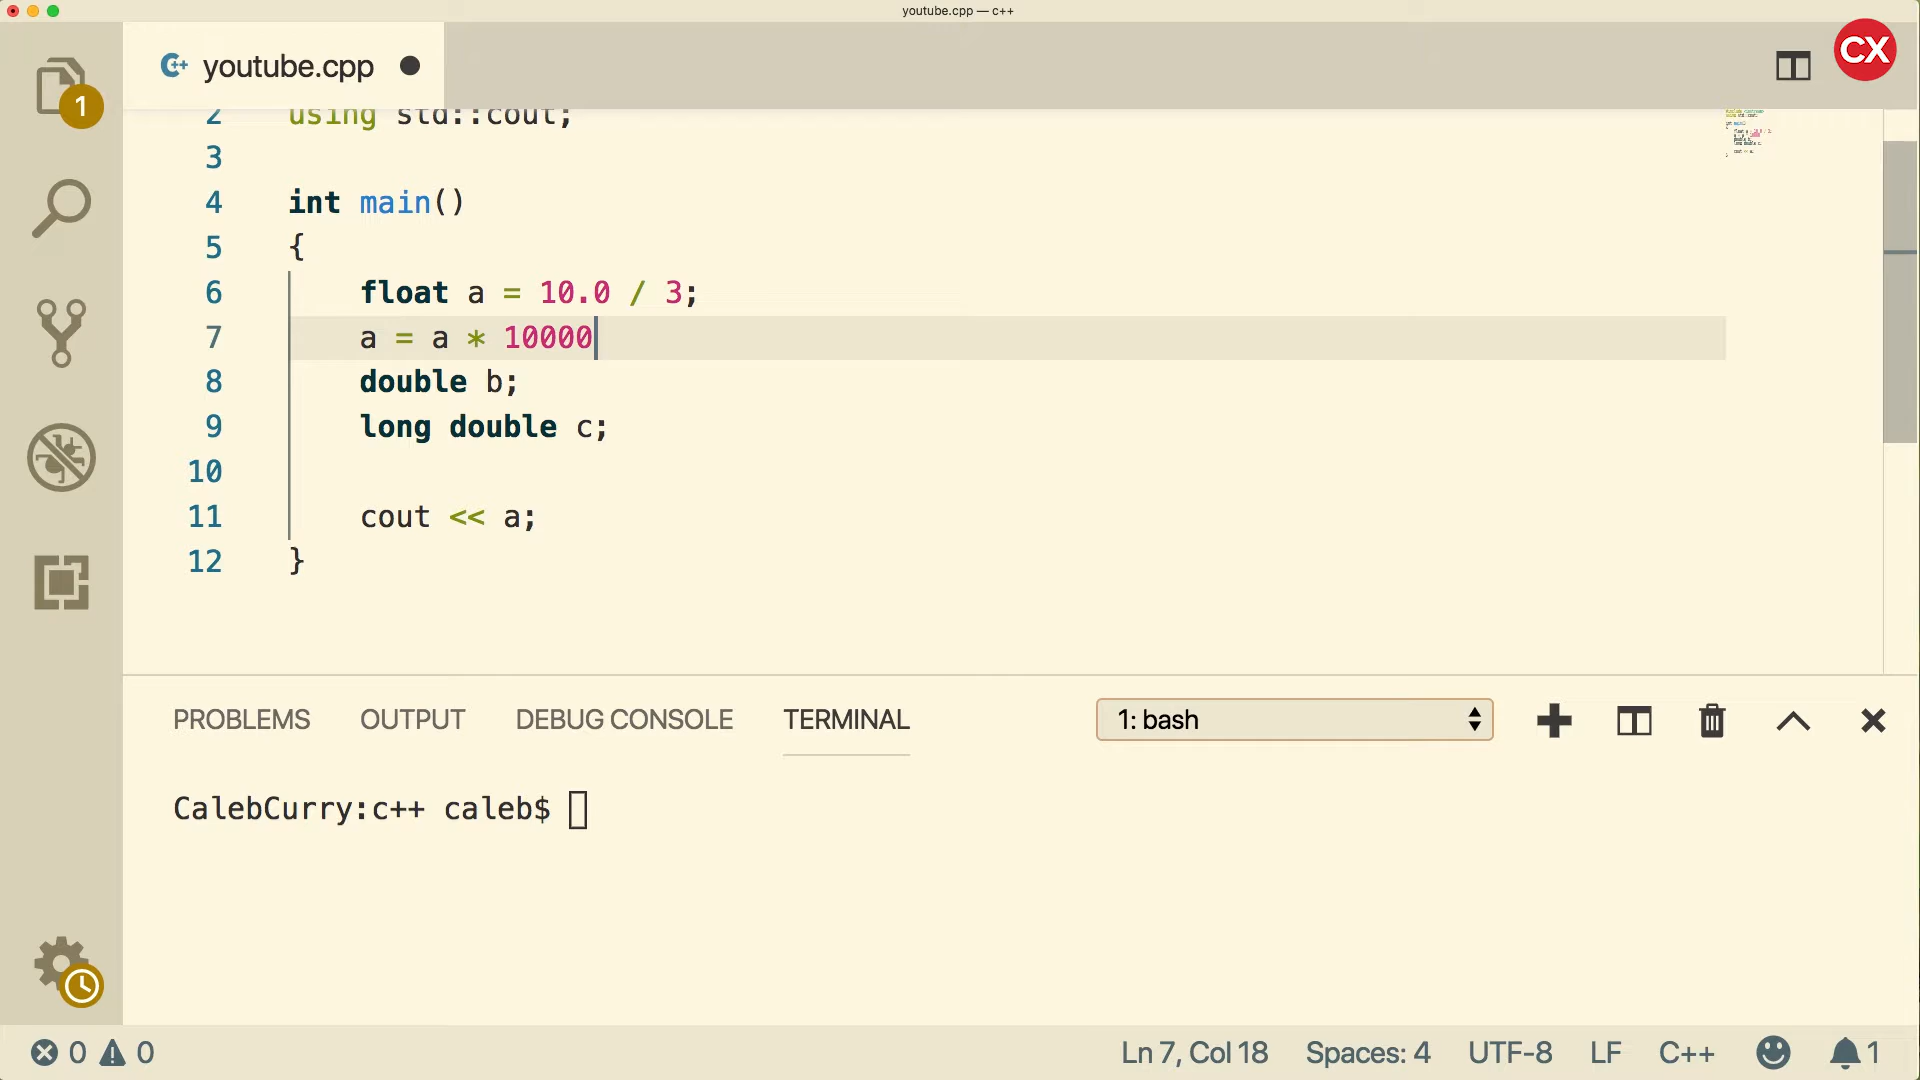 youtube.cpp — c++
CX
youtube.cpp
1
2 using std::cout;
3
4 int main()
5 {
6 float a = 10.0 / 3;
7 a = a * 10000
8 double b;
9 long double c;
10
11 cout << a;
12 }
PROBLEMS OUTPUT DEBUG CONSOLE TERMINAL 1: bash
CalebCurry:c++ caleb$
0 0 Ln 7, Col 18 Spaces: 4 UTF-8 LF C++ 1